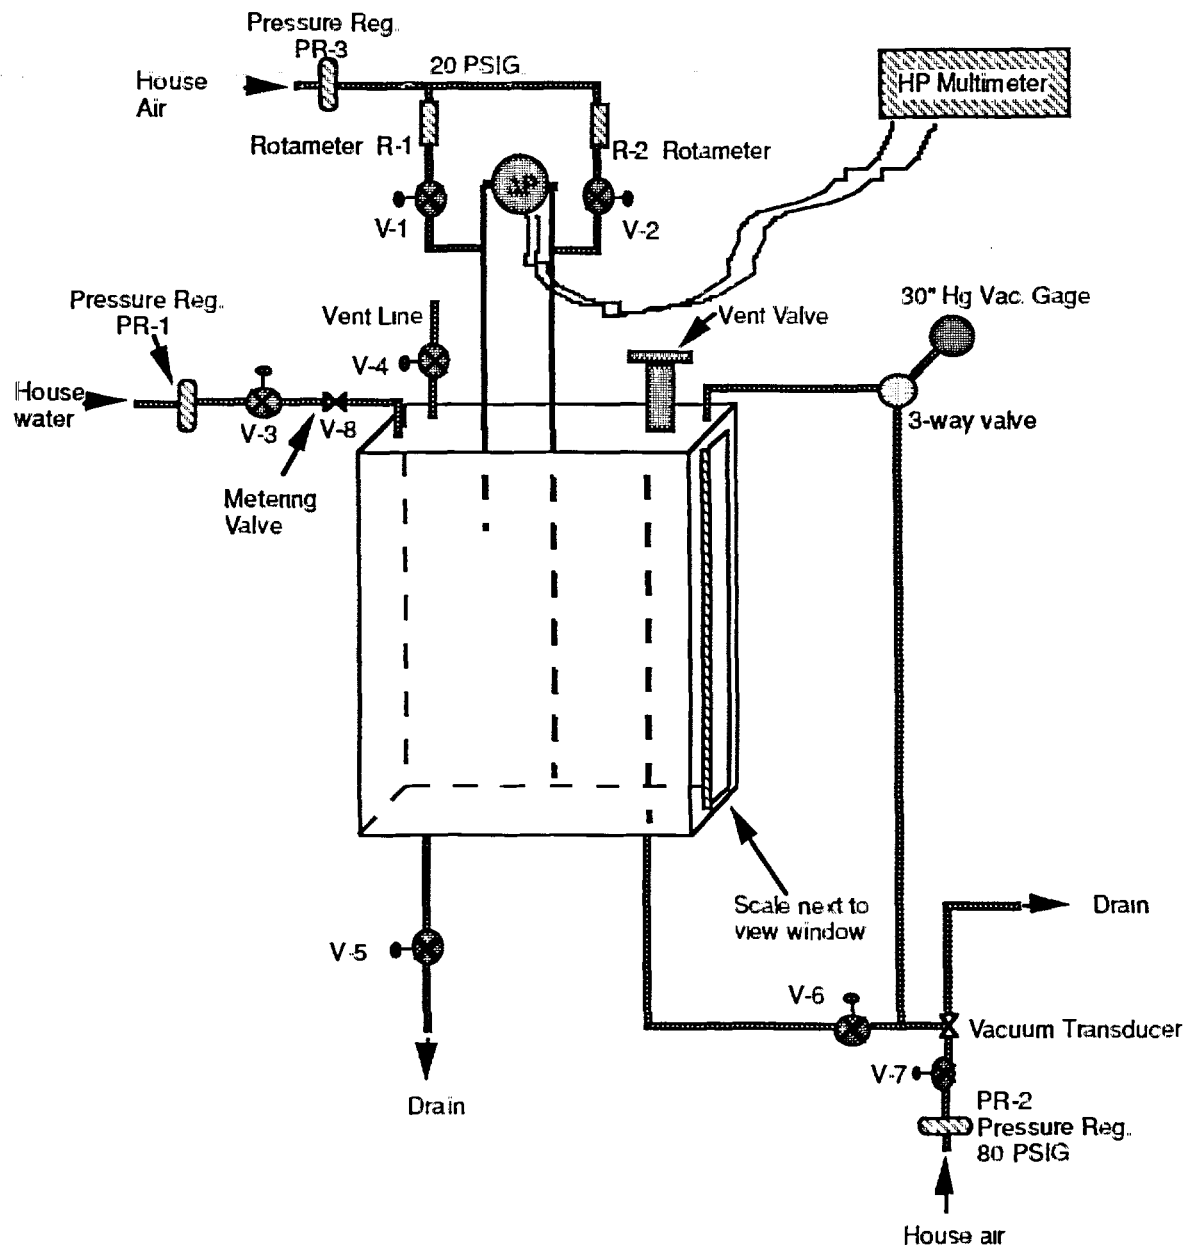 Pressure Reg.
PR-3
House
Air
20 PSIG
HP Multimeter
Rotameter R-1
R-2 Rotameter
ΔP
V-1
V-2
Pressure Reg.
PR-1
Vent Line
Vent Valve
30" Hg Vac. Gage
V-4
House
water
V-3
V-8
3-way valve
Metering
Valve
Scale next to
view window
Drain
V-5
V-6
Vacuum Transducer
V-7
Drain
PR-2
Pressure Reg.
80 PSIG
House air